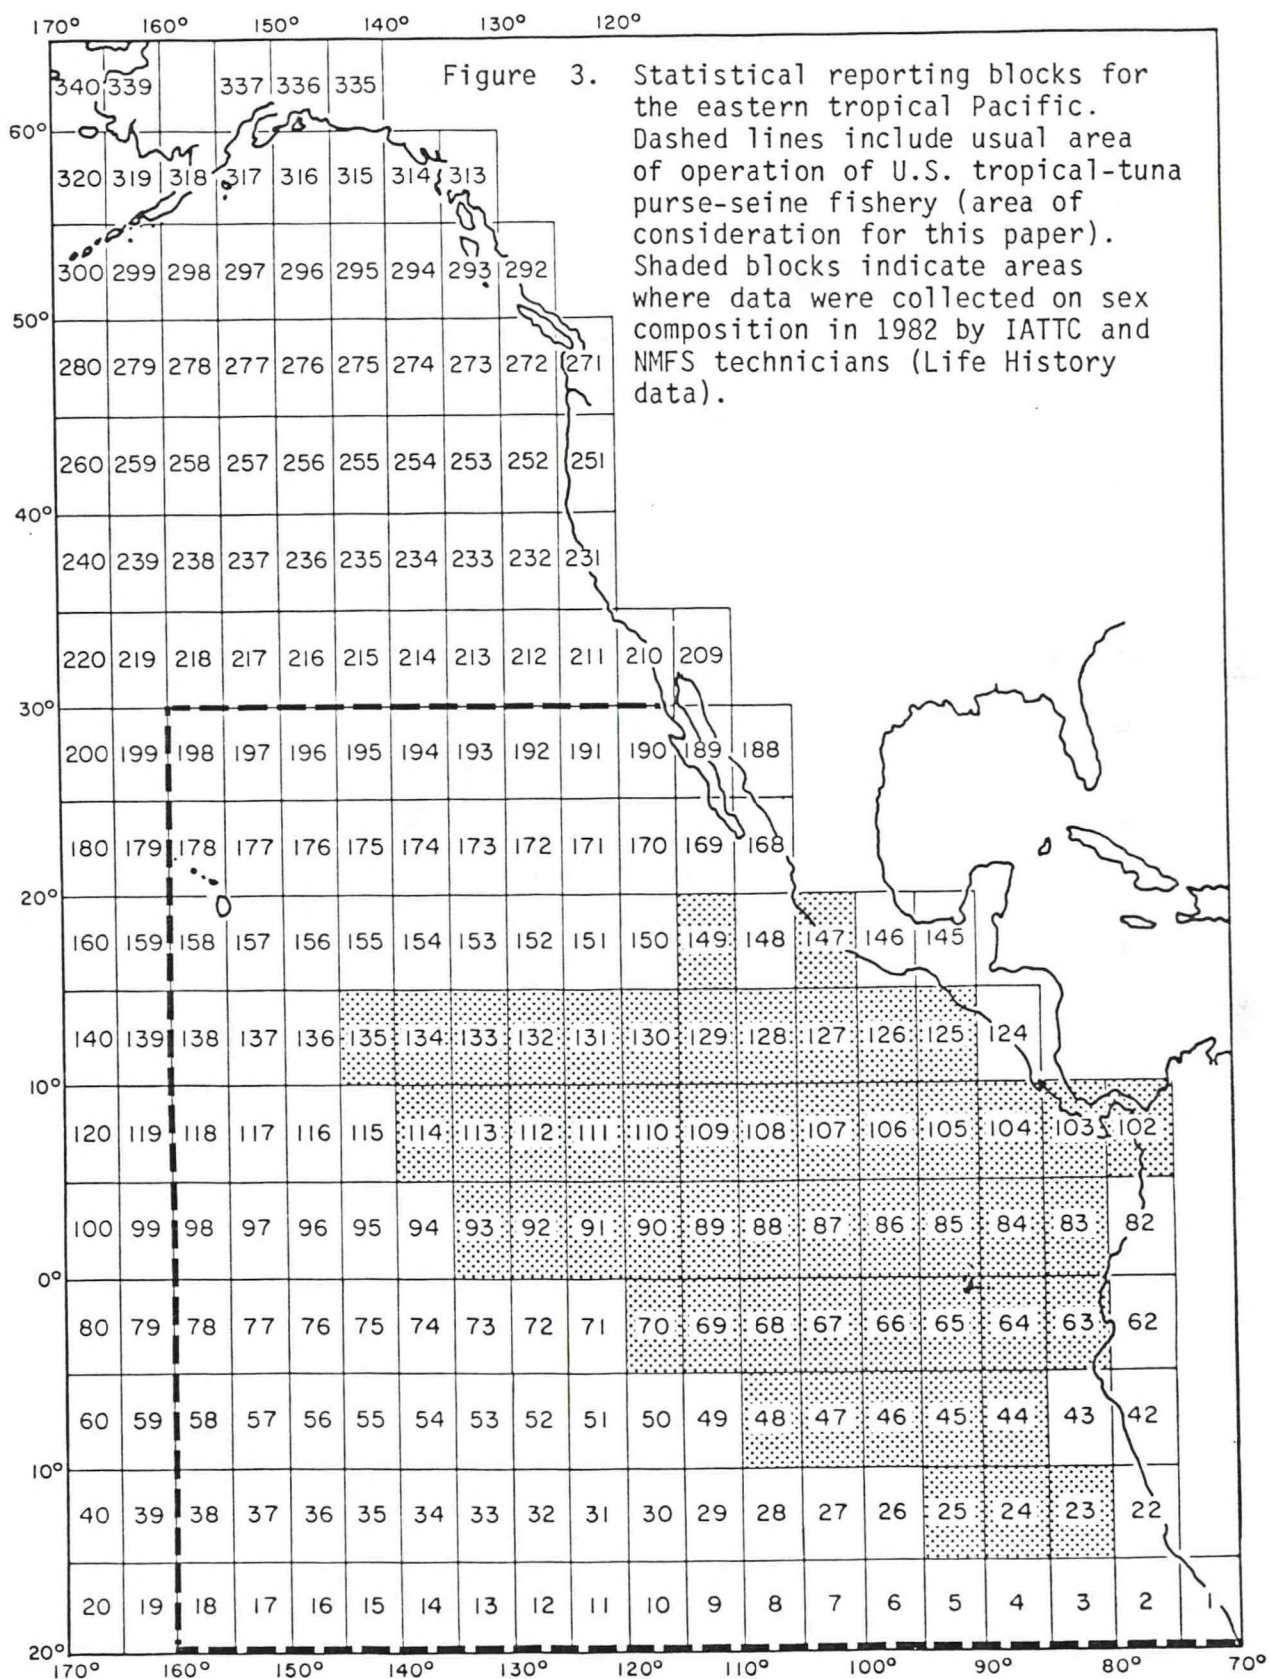 170° 160° 150° 140° 130° 120°
Figure 3. Statistical reporting blocks for
the eastern tropical Pacific.
Dashed lines include usual area
of operation of U.S. tropical-tuna
purse-seine fishery (area of
consideration for this paper).
Shaded blocks indicate areas
where data were collected on sex
composition in 1982 by IATTC and
NMFS technicians (Life History
data).
340 339 337 336 335
60°
320 319 318 317 316 315 314 313
300 299 298 297 296 295 294 293 292
50°
280 279 278 277 276 275 274 273 272 271
260 259 258 257 256 255 254 253 252 251
40°
240 239 238 237 236 235 234 233 232 231
220 219 218 217 216 215 214 213 212 211 210 209
30°
200 199 198 197 196 195 194 193 192 191 190 189 188
180 179 178 177 176 175 174 173 172 171 170 169 168
20°
160 159 158 157 156 155 154 153 152 151 150 149 148 147 146 145
140 139 138 137 136 135 134 133 132 131 130 129 128 127 126 125 124
10°
120 119 118 117 116 115 114 113 112 111 110 109 108 107 106 105 104 103 102
100 99 98 97 96 95 94 93 92 91 90 89 88 87 86 85 84 83 82
0°
80 79 78 77 76 75 74 73 72 71 70 69 68 67 66 65 64 63 62
60 59 58 57 56 55 54 53 52 51 50 49 48 47 46 45 44 43 42
10°
40 39 38 37 36 35 34 33 32 31 30 29 28 27 26 25 24 23 22
20 19 18 17 16 15 14 13 12 11 10 9 8 7 6 5 4 3 2 1
20°
170° 160° 150° 140° 130° 120° 110° 100° 90° 80° 70°